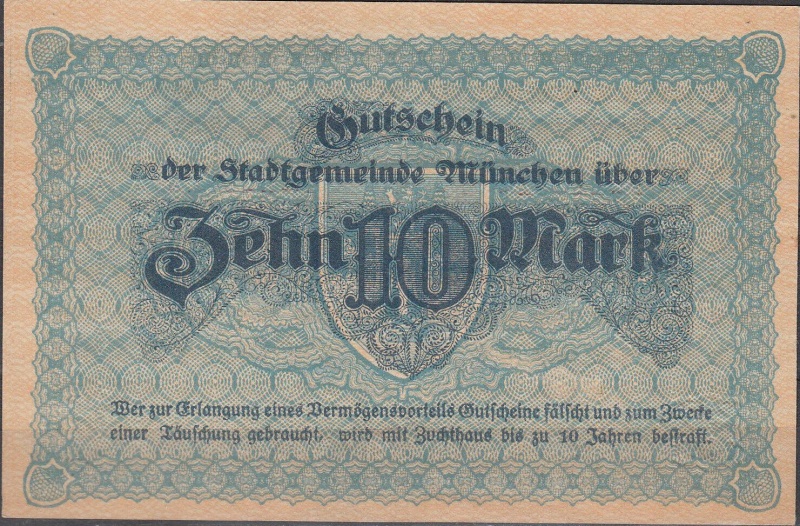 Gutschein
der Stadtgemeinde München über
Zehn 10 Mark
Wer zur Erlangung eines Vermögensvorteils Gutscheine fälscht und zum Zwecke
einer Täuschung gebraucht, wird mit Zuchthaus bis zu 10 Jahren bestraft.